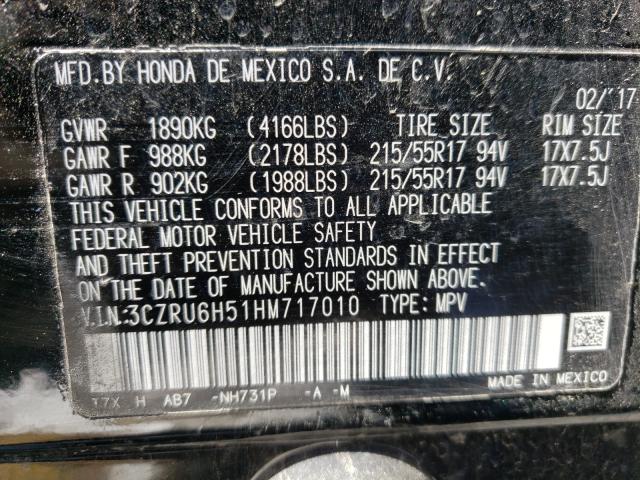 MFD.BY HONDA DE MEXICO S.A. DE C.V.
02/'17
GVWR 1890KG (4166LBS) TIRE SIZE RIM SIZE
GAWR F 988KG (2178LBS) 215/55R17 94V 17X7.5J
GAWR R 902KG (1988LBS) 215/55R17 94V 17X7.5J
THIS VEHICLE CONFORMS TO ALL APPLICABLE
FEDERAL MOTOR VEHICLE SAFETY
AND THEFT PREVENTION STANDARDS IN EFFECT
ON THE DATE OF MANUFACTURE SHOWN ABOVE.
V.I.N:3CZRU6H51HM717010 TYPE: MPV
T7X H AB7 -NH731P -A -M
MADE IN MEXICO